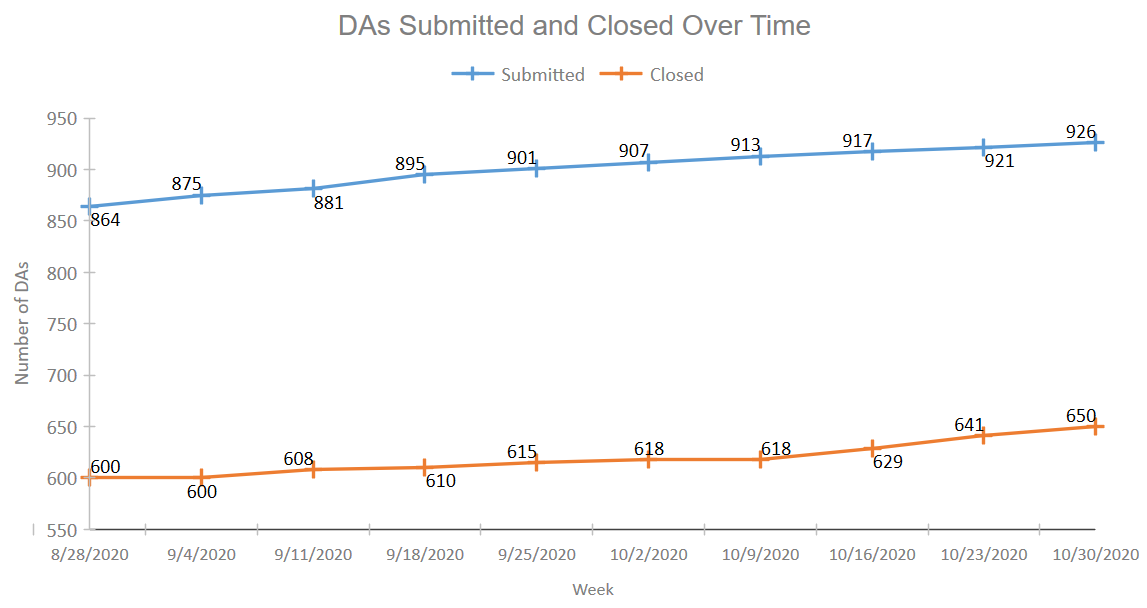 DAs Submitted and Closed Over Time
Submitted Closed
950
900
850
800
750
700
650
600
550
Number of DAs
864 875 881 895 901 907 913 917 921 926
600 600 608 610 615 618 618 629 641 650
8/28/2020 9/4/2020 9/11/2020 9/18/2020 9/25/2020 10/2/2020 10/9/2020 10/16/2020 10/23/2020 10/30/2020
Week